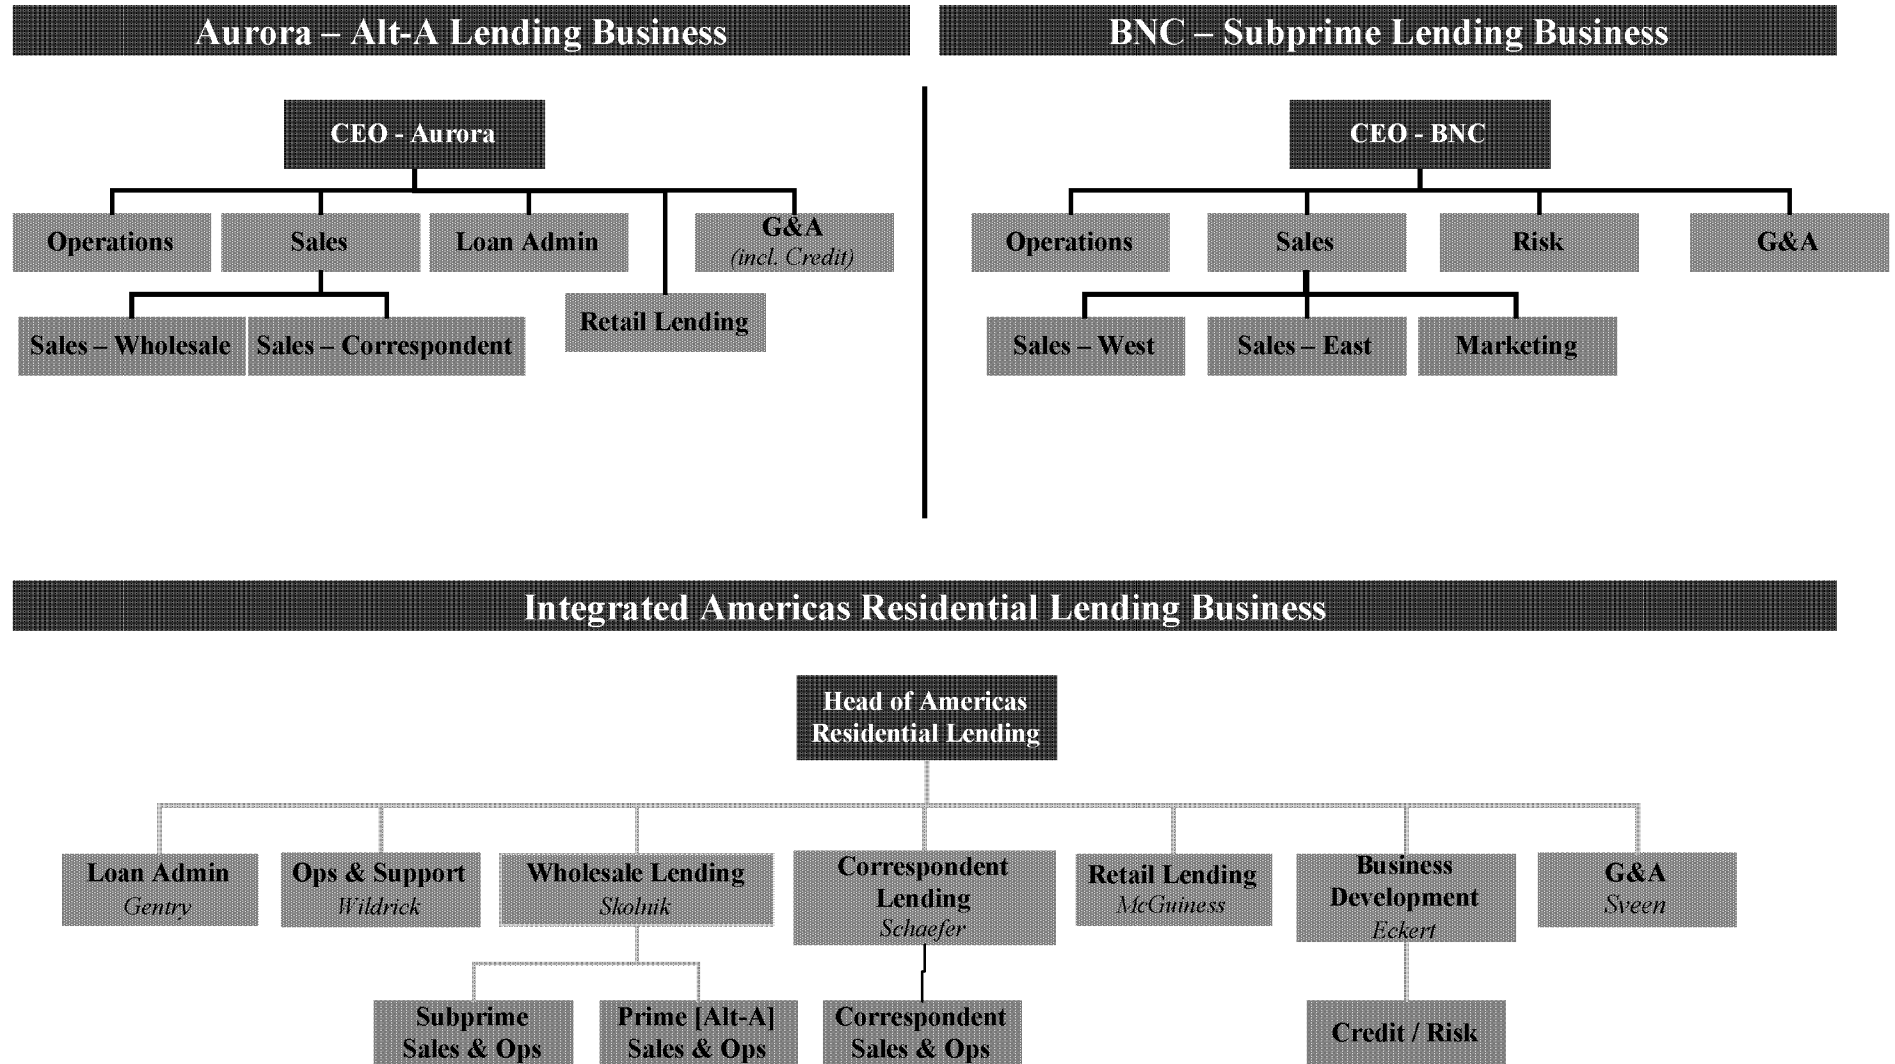 Aurora – Alt-A Lending Business
BNC – Subprime Lending Business
CEO - Aurora
Operations
Sales
Loan Admin
G&A
(incl. Credit)
Retail Lending
Sales – Wholesale
Sales – Correspondent
CEO - BNC
Operations
Sales
Risk
G&A
Sales – West
Sales – East
Marketing
Integrated Americas Residential Lending Business
Head of Americas
Residential Lending
Loan Admin
Gentry
Ops & Support
Wildrick
Wholesale Lending
Skolnik
Correspondent
Lending
Schaefer
Retail Lending
McGuiness
Business
Development
Eckert
G&A
Sveen
Subprime
Sales & Ops
Prime [Alt-A]
Sales & Ops
Correspondent
Sales & Ops
Credit / Risk